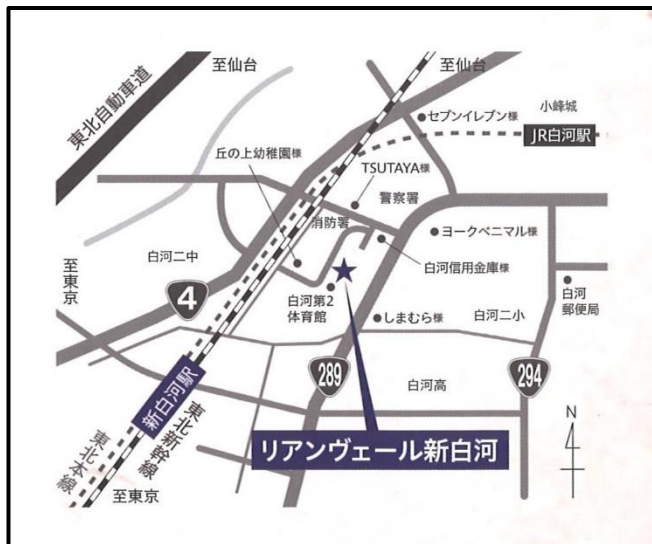 至仙台
至仙台
東北自動車道
セブンイレブン様
小峰城
JR白河駅
丘の上幼稚園様
TSUTAYA様
警察署
消防署
ヨークベニマル様
白河二中
至東京
白河信用金庫様
4
白河第2
体育館
しまむら様
白河二小
白河
郵便局
289
白河高
294
新白河駅
東北新幹線
東北本線
リアンヴェール新白河
N
至東京